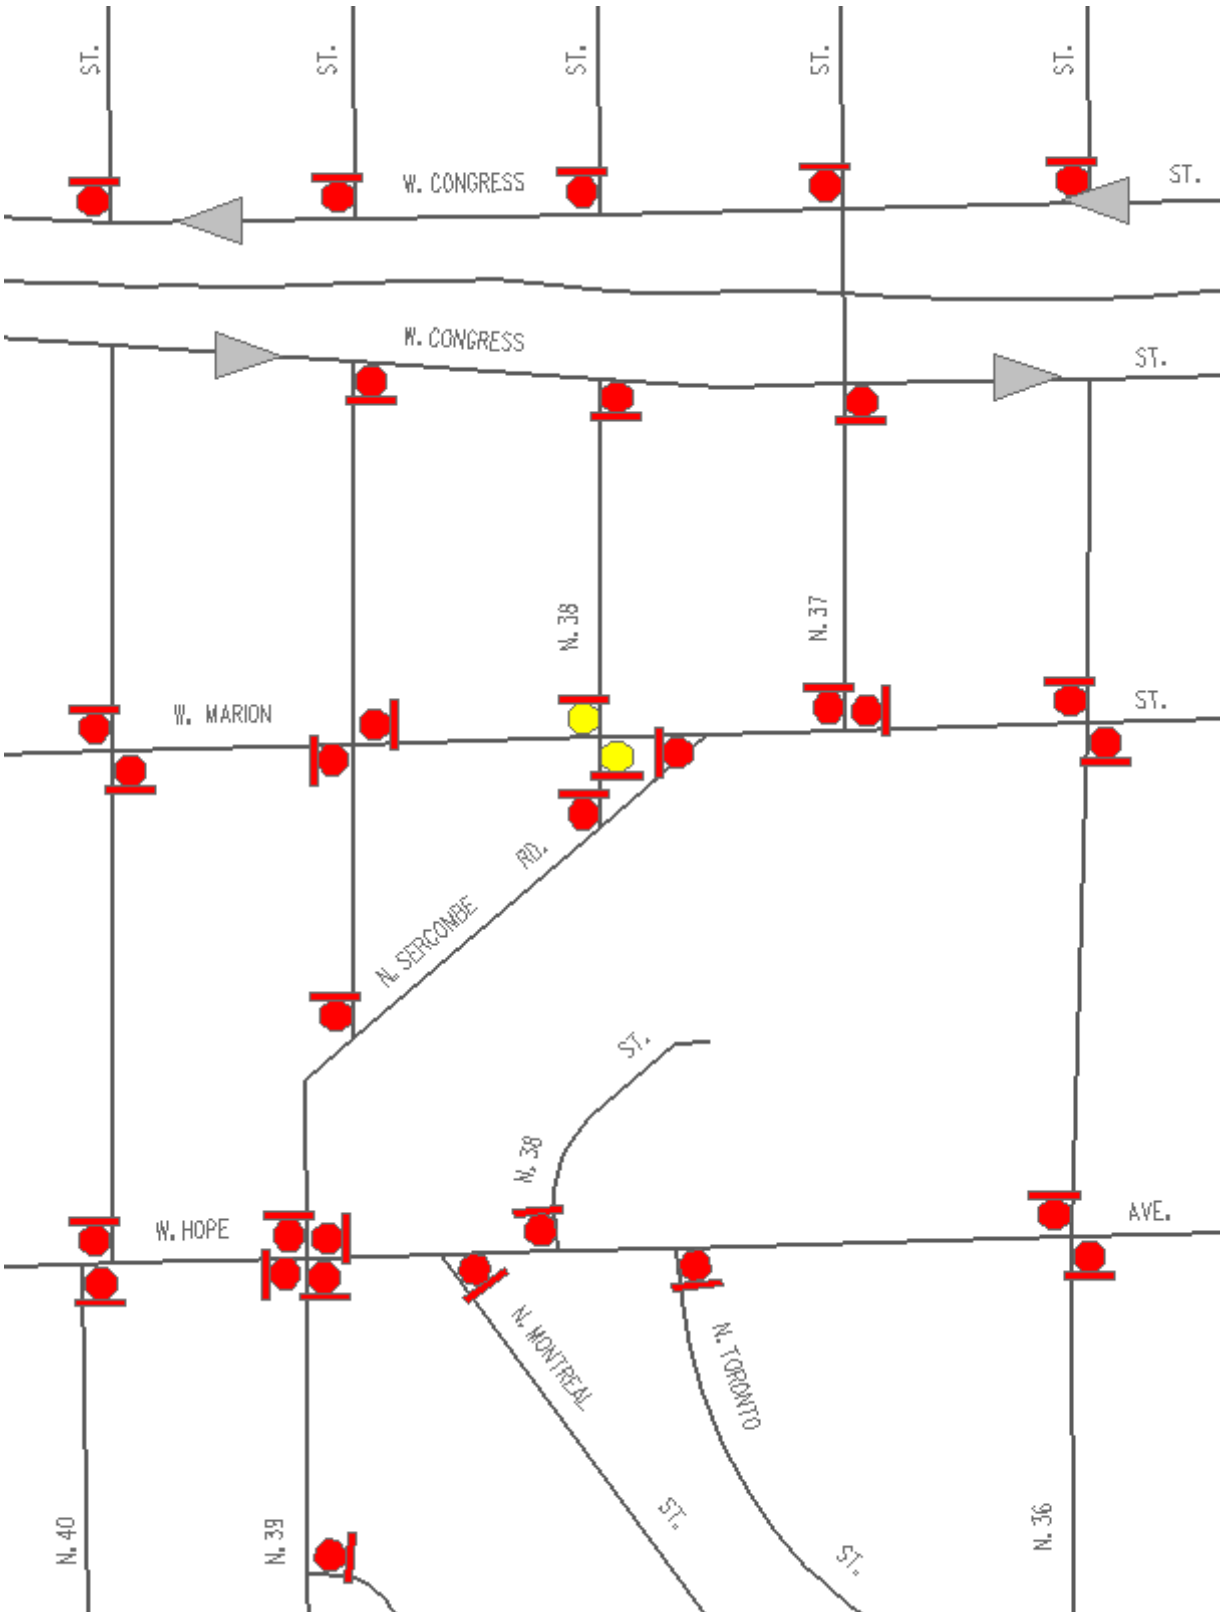 ST.
ST.
ST.
ST.
ST.
W. CONGRESS
ST.
W. CONGRESS
ST.
N. 38
N. 37
W. MARION
ST.
RD.
N. SERCOMBE
ST.
N. 38
W. HOPE
AVE.
N. MONTREAL
N. TORONTO
ST.
ST.
N. 40
N. 39
N. 36